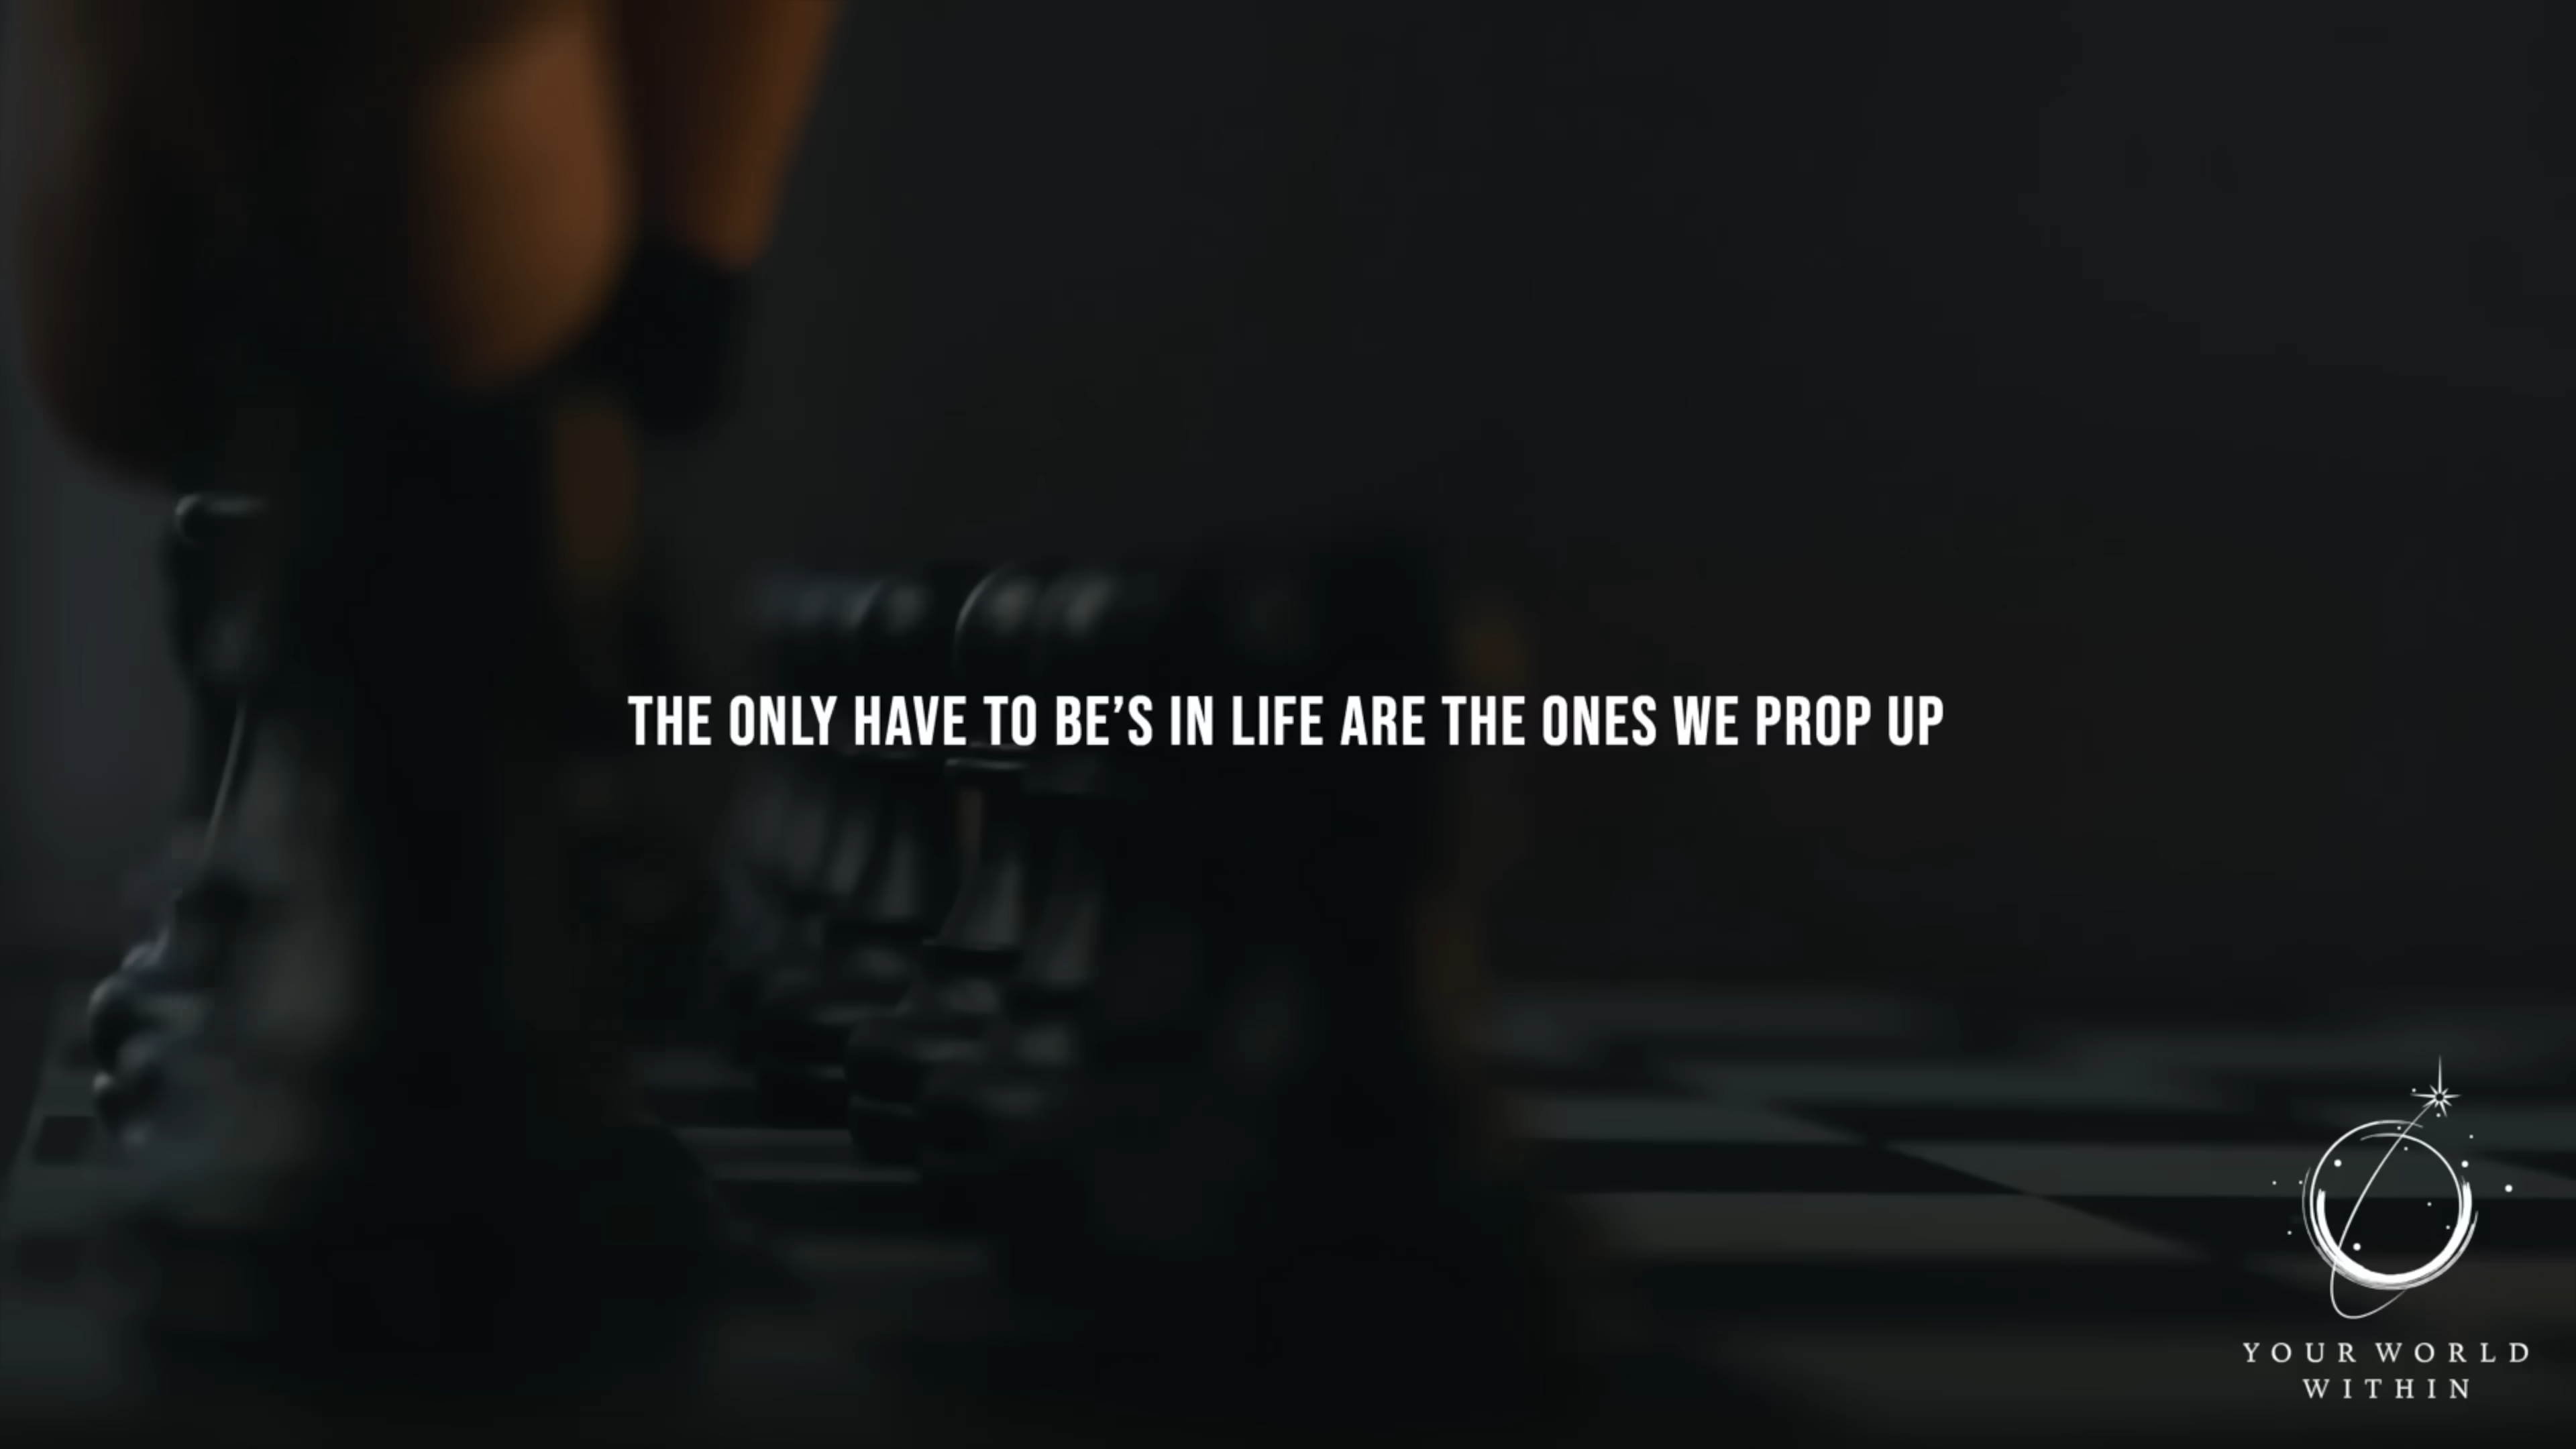 THE ONLY HAVE TO BE’S IN LIFE ARE THE ONES WE PROP UP
YOUR WORLD
WITHIN